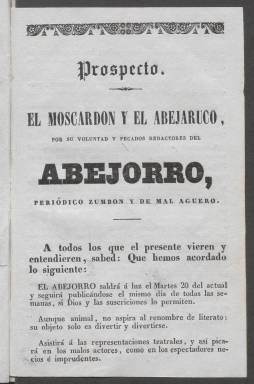 Prospecto.
EL MOSCARDON Y EL ABEJARUCO,
POR SU VOLUNTAD Y PECADOS REDACTORES DEL
ABEJORRO,
PERIÓDICO ZUMBON Y DE MAL AGUERO.
A todos los que el presente vieren y
entendieren, sabed: Que hemos acordado
lo siguiente:
EL ABEJORRO saldrá á luz el Martes 20 del actual
y seguirá publicándose el mismo dia de todas las se-
manas, si Dios y las suscriciones lo permiten.
Aunque animal, no aspira al renombre de literato:
su objeto solo es divertir y divertirse.
Asistirá á las representaciones teatrales, y asi pica-
rá en los malos actores, como en los espectadores ne-
cios é imprudentes.